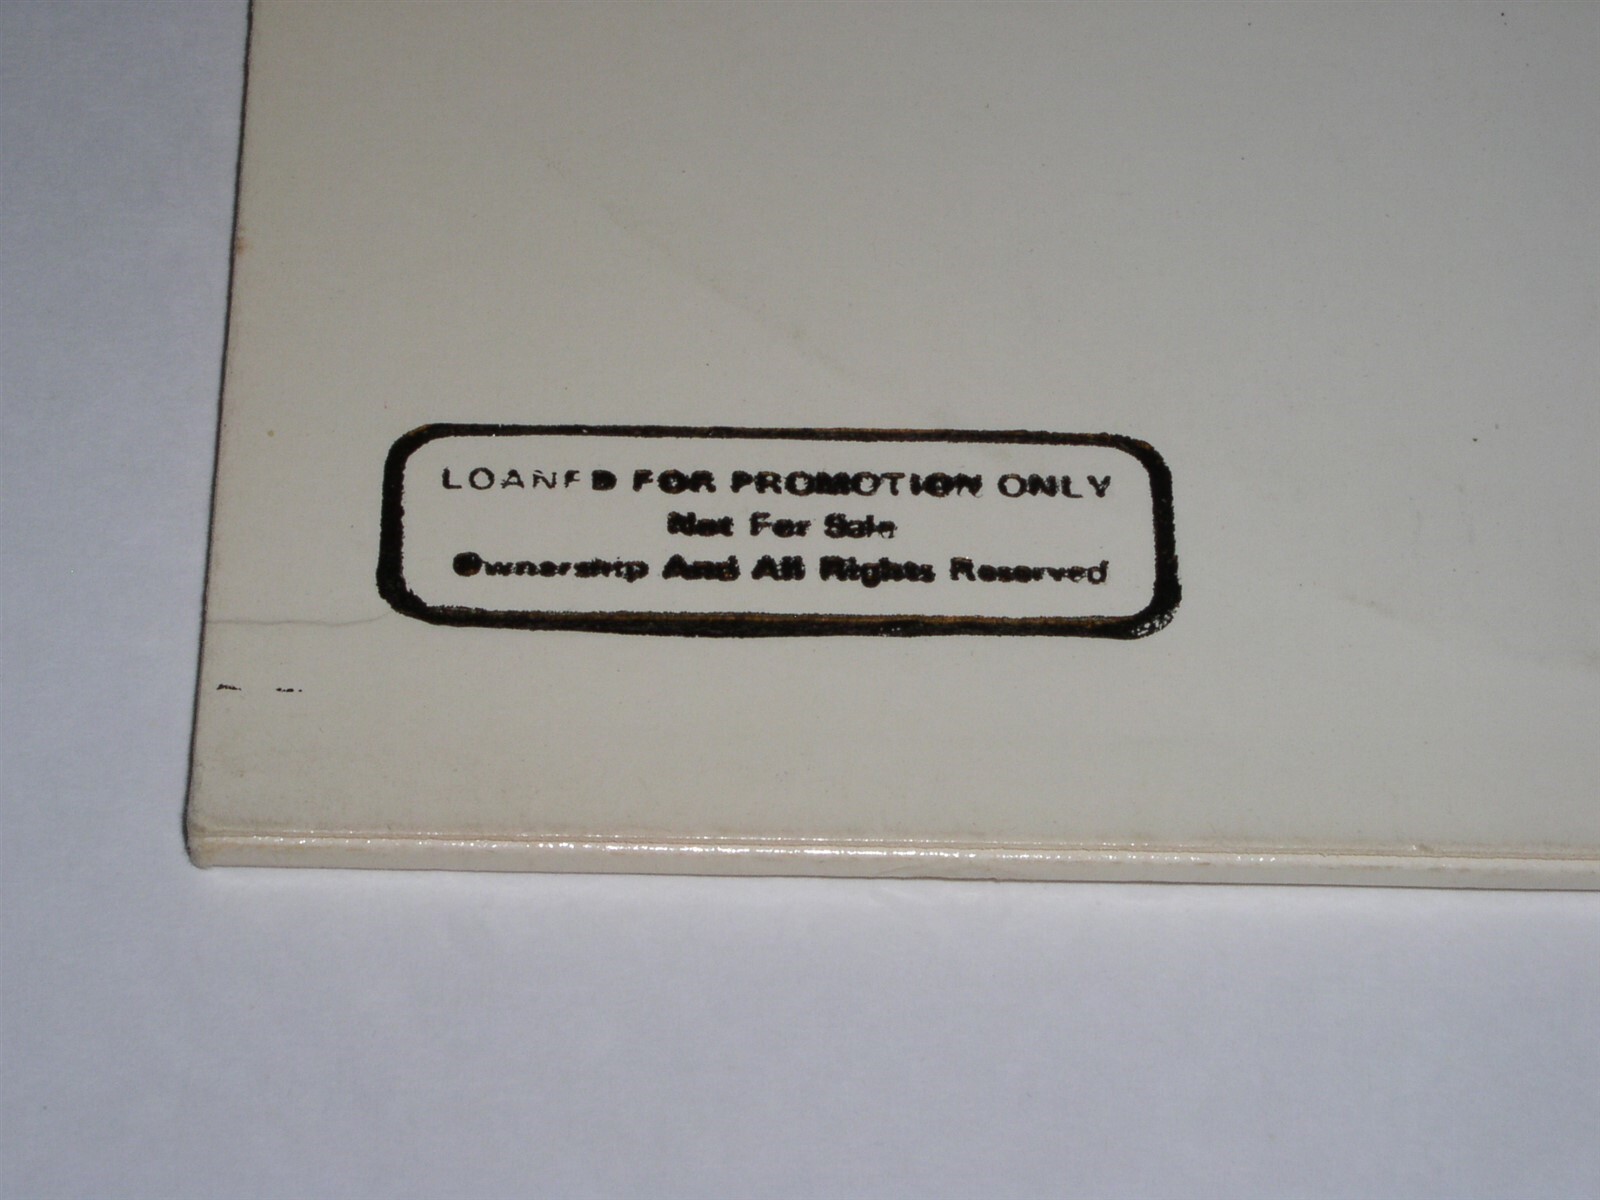 LOANED FOR PROMOTION ONLY
Not For Sale
Ownership And All Rights Reserved